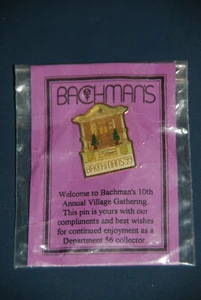 BACHMAN'S
BACHMAN'S '99
Welcome to Bachman's 10th
Annual Village Gathering.
This pin is yours with our
compliments and best wishes
for continued enjoyment as a
Department 56 collector